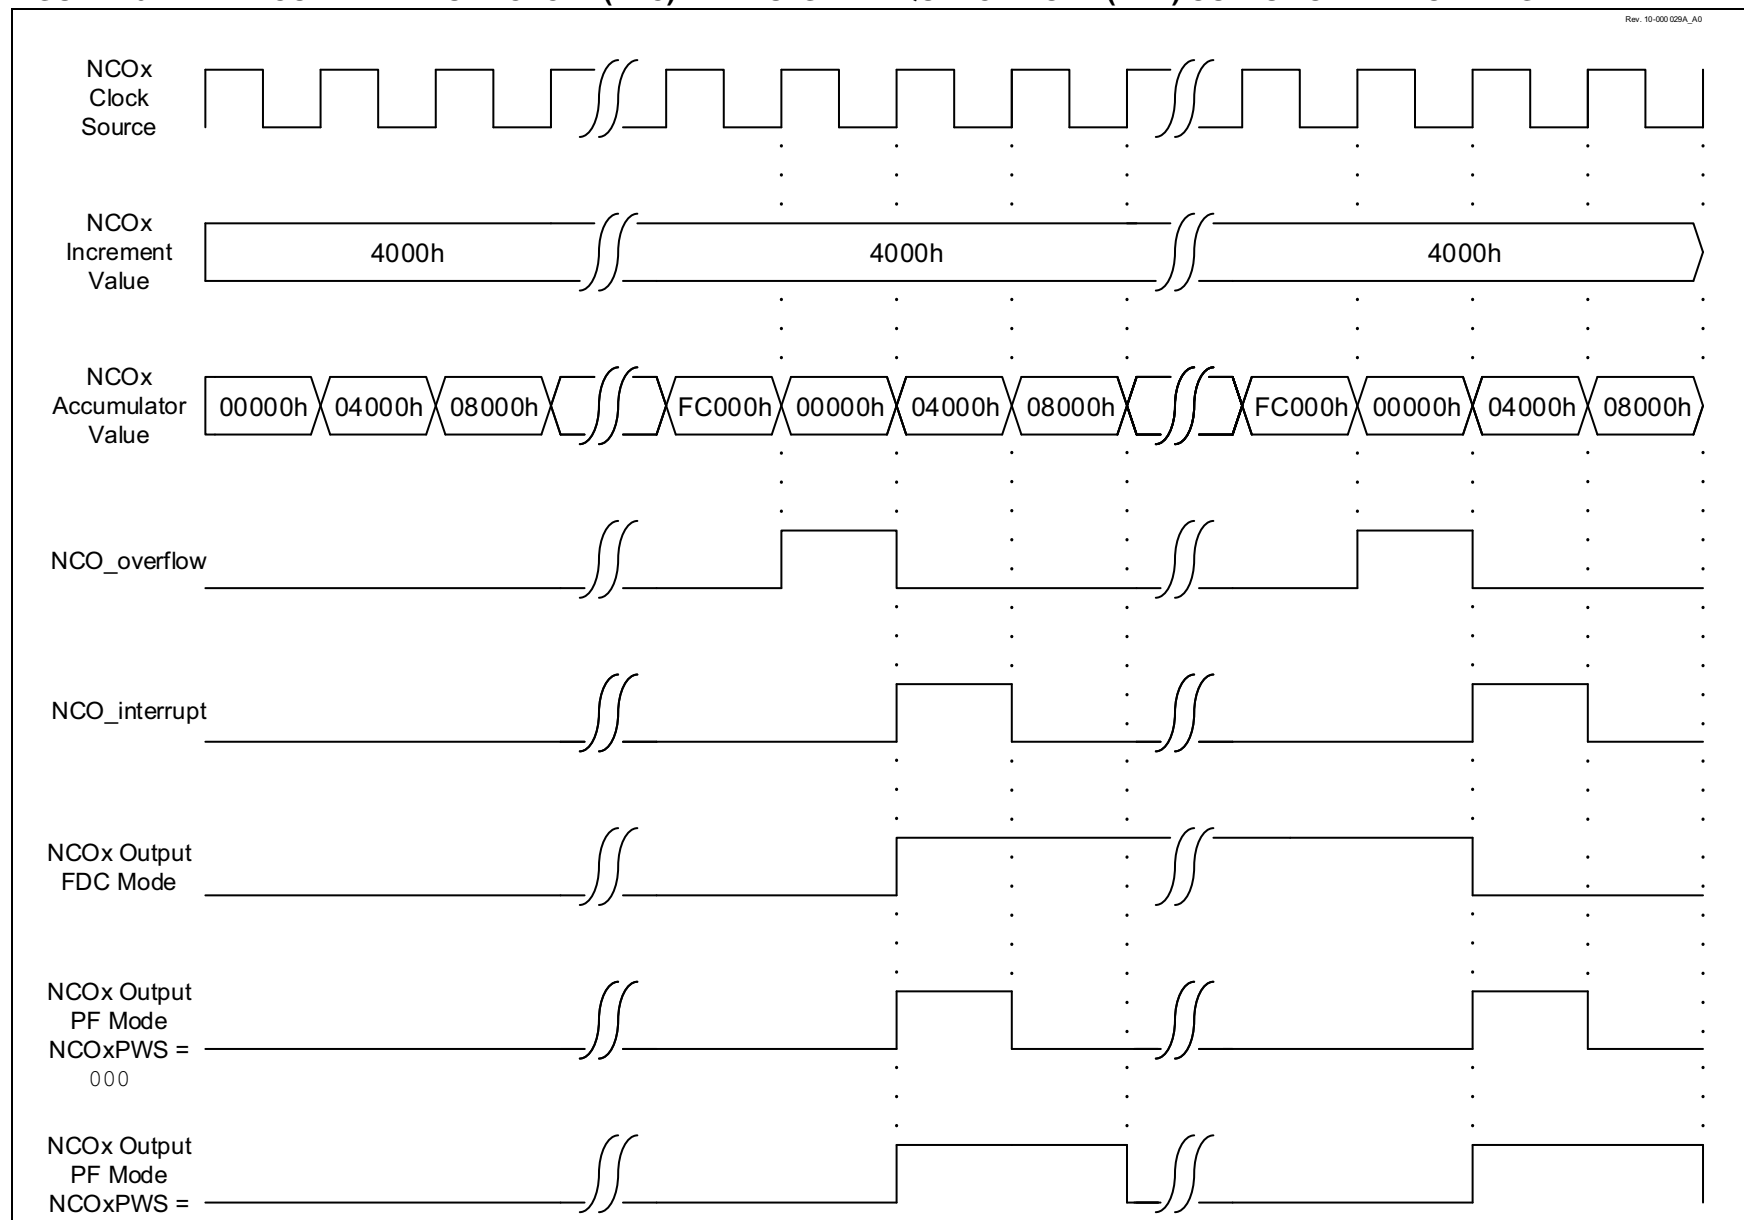 Rev. 10-000 029A_A0
NCOx
Clock
Source
NCOx
Increment
Value
4000h
4000h
4000h
NCOx
Accumulator
Value
00000h 04000h 08000h FC000h 00000h 04000h 08000h FC000h 00000h 04000h 08000h
NCO_overflow
NCO_interrupt
NCOx Output
FDC Mode
NCOx Output
PF Mode
NCOxPWS =
000
NCOx Output
PF Mode
NCOxPWS =